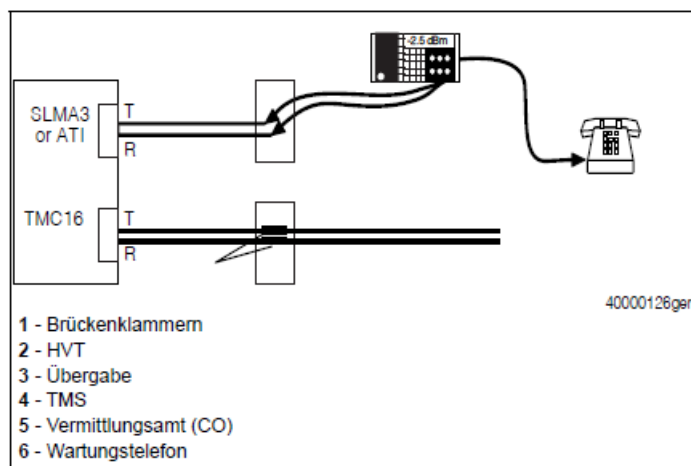 -2.5 dBm
SLMA3
or ATI
T
R
TMC16
T
R
40000126ger
1 - Brückenklammern
2 - HVT
3 - Übergabe
4 - TMS
5 - Vermittlungsamt (CO)
6 - Wartungstelefon